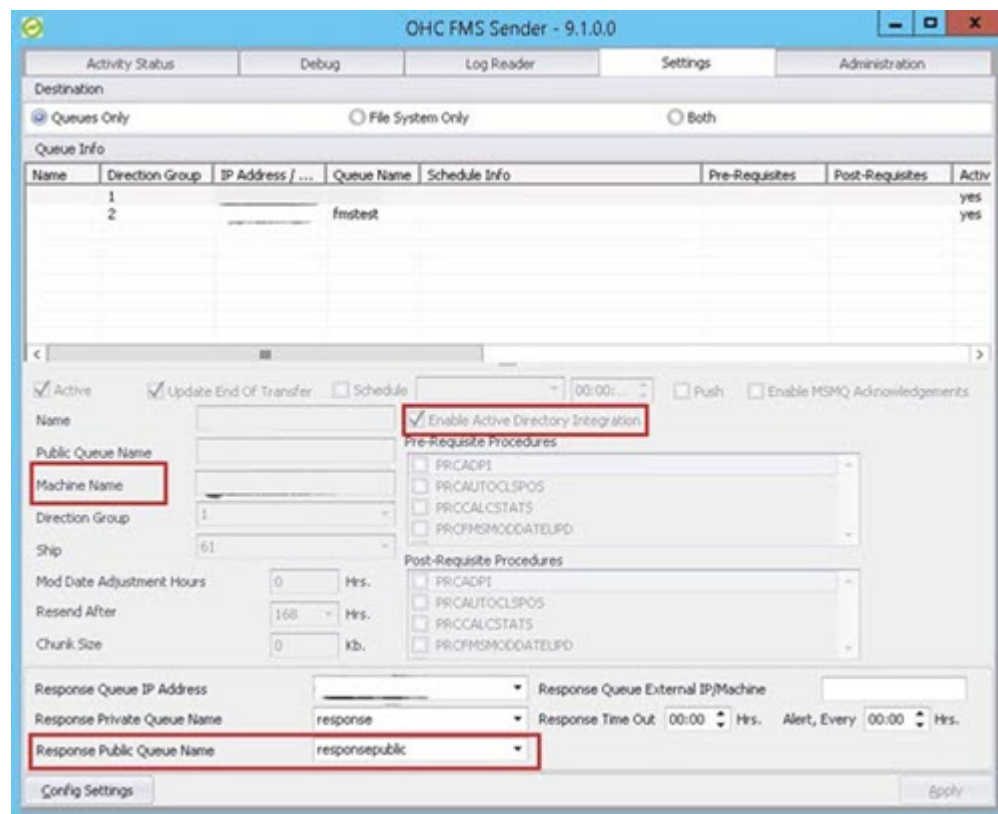 OHC FMS Sender - 9.1.0.0
Activity Status Debug Log Reader Settings Administration
Destination
Queues Only File System Only Both
Queue Info
Name Direction Group IP Address / ... Queue Name Schedule Info Pre-Requisites Post-Requisites Activ
1 yes
2 fmstest yes
Active Update End Of Transfer Schedule 00:00:... Push Enable MSMQ Acknowledgements
Name Enable Active Directory Integration
Public Queue Name Pre-Requisite Procedures
PRCADPI
Machine Name PRCAUTOCLSPOS
PRCCALCSTATS
Direction Group 1 PRCFMSMODDATEUPD
Ship 61
Post-Requisite Procedures
Mod Date Adjustment Hours 0 Hrs. PRCADPI
PRCAUTOCLSPOS
Resend After 168 Hrs. PRCCALCSTATS
Chunk Size 0 Kb. PRCFMSMODDATEUPD
Response Queue IP Address Response Queue External IP/Machine
Response Private Queue Name response Response Time Out 00:00 Hrs. Alert, Every 00:00 Hrs.
Response Public Queue Name responsepublic
Config Settings Apply